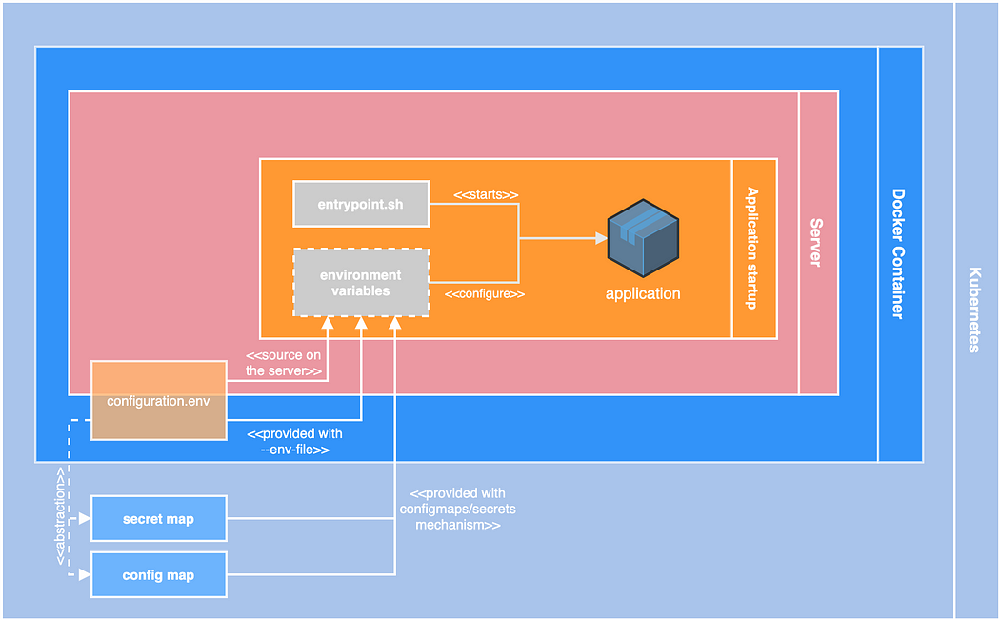 entrypoint.sh
<<starts>>
environment
variables
<<configure>>
application
Application startup
Server
Docker Container
Kubernetes
<<source on
the server>>
configuration.env
<<provided with
--env-file>>
<<abstraction>>
<<provided with
configmaps/secrets
mechanism>>
secret map
config map